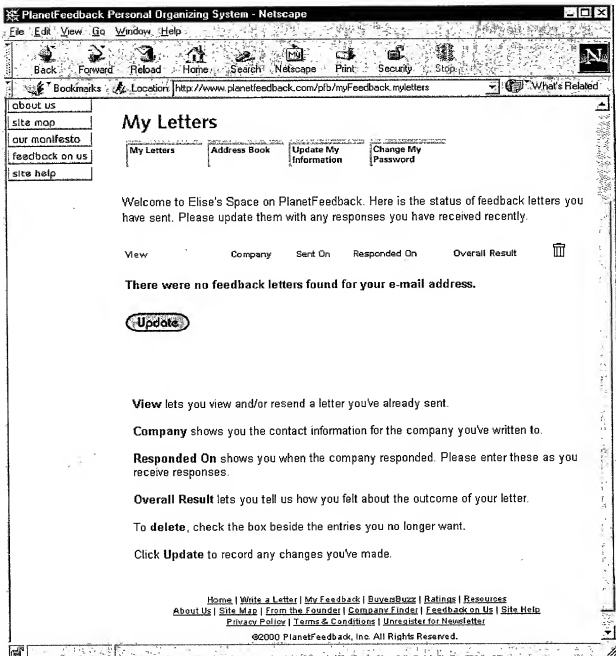 PlanetFeedback Personal Organizing System - Netscape
File Edit View Go Window Help
Back Forward Reload Home Search Netscape Print Security Stop
Bookmarks Location: http://www.planetfeedback.com/pfb/myFeedback.myletters What's Related
about us
site map
our manifesto
feedback on us
site help
My Letters
My Letters Address Book Update My Information Change My Password
Welcome to Elise's Space on PlanetFeedback. Here is the status of feedback letters you
have sent. Please update them with any responses you have received recently.
View Company Sent On Responded On Overall Result
There were no feedback letters found for your e-mail address.
Update
View lets you view and/or resend a letter you've already sent.
Company shows you the contact information for the company you've written to.
Responded On shows you when the company responded. Please enter these as you
receive responses.
Overall Result lets you tell us how you felt about the outcome of your letter.
To delete, check the box beside the entries you no longer want.
Click Update to record any changes you've made.
Home | Write a Letter | My Feedback | BuyersBuzz | Ratings | Resources
About Us | Site Map | From the Founder | Company Finder | Feedback on Us | Site Help
Privacy Policy | Terms & Conditions | Unregister for Newsletter
©2000 PlanetFeedback, Inc. All Rights Reserved.